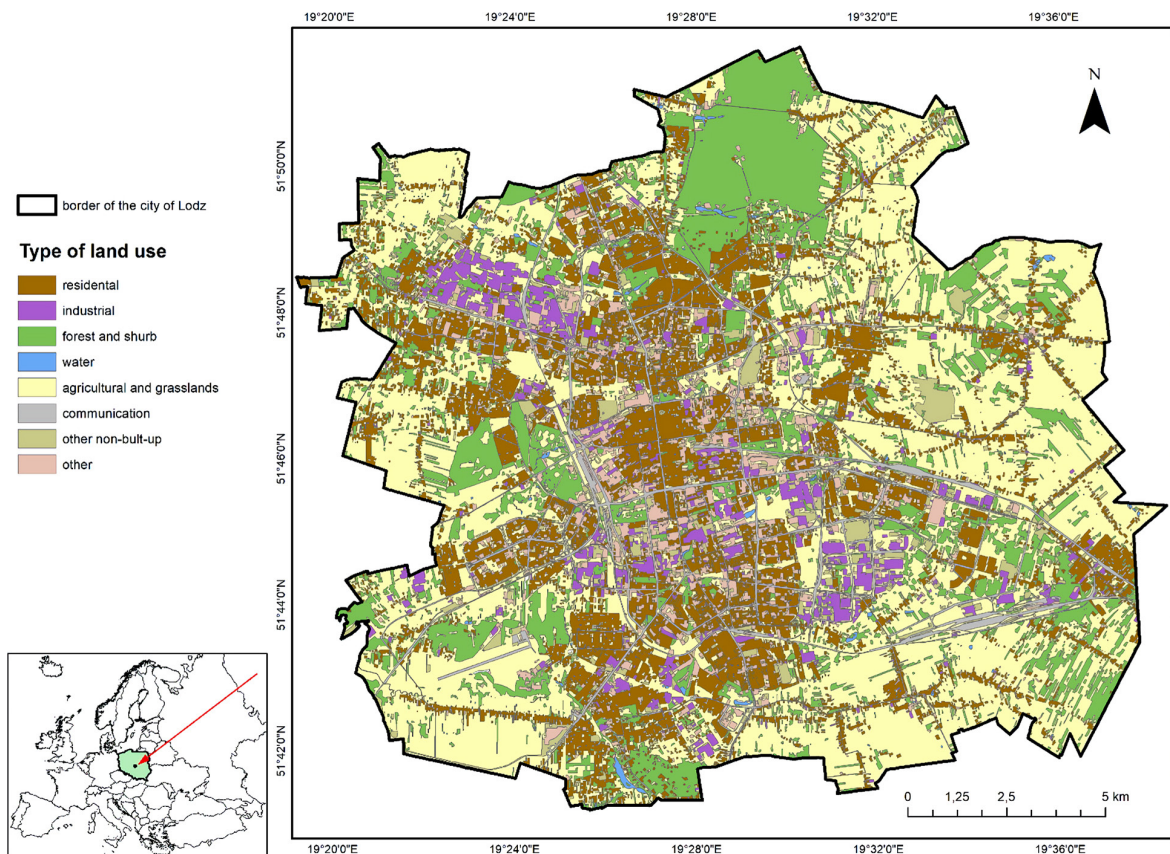 19°20'0"E 19°24'0"E 19°28'0"E 19°32'0"E 19°36'0"E
N
51°50'0"N
51°48'0"N
51°46'0"N
51°44'0"N
51°42'0"N
border of the city of Lodz
Type of land use
residental
industrial
forest and shurb
water
agricultural and grasslands
communication
other non-bult-up
other
0 1,25 2,5 5 km
19°20'0"E 19°24'0"E 19°28'0"E 19°32'0"E 19°36'0"E